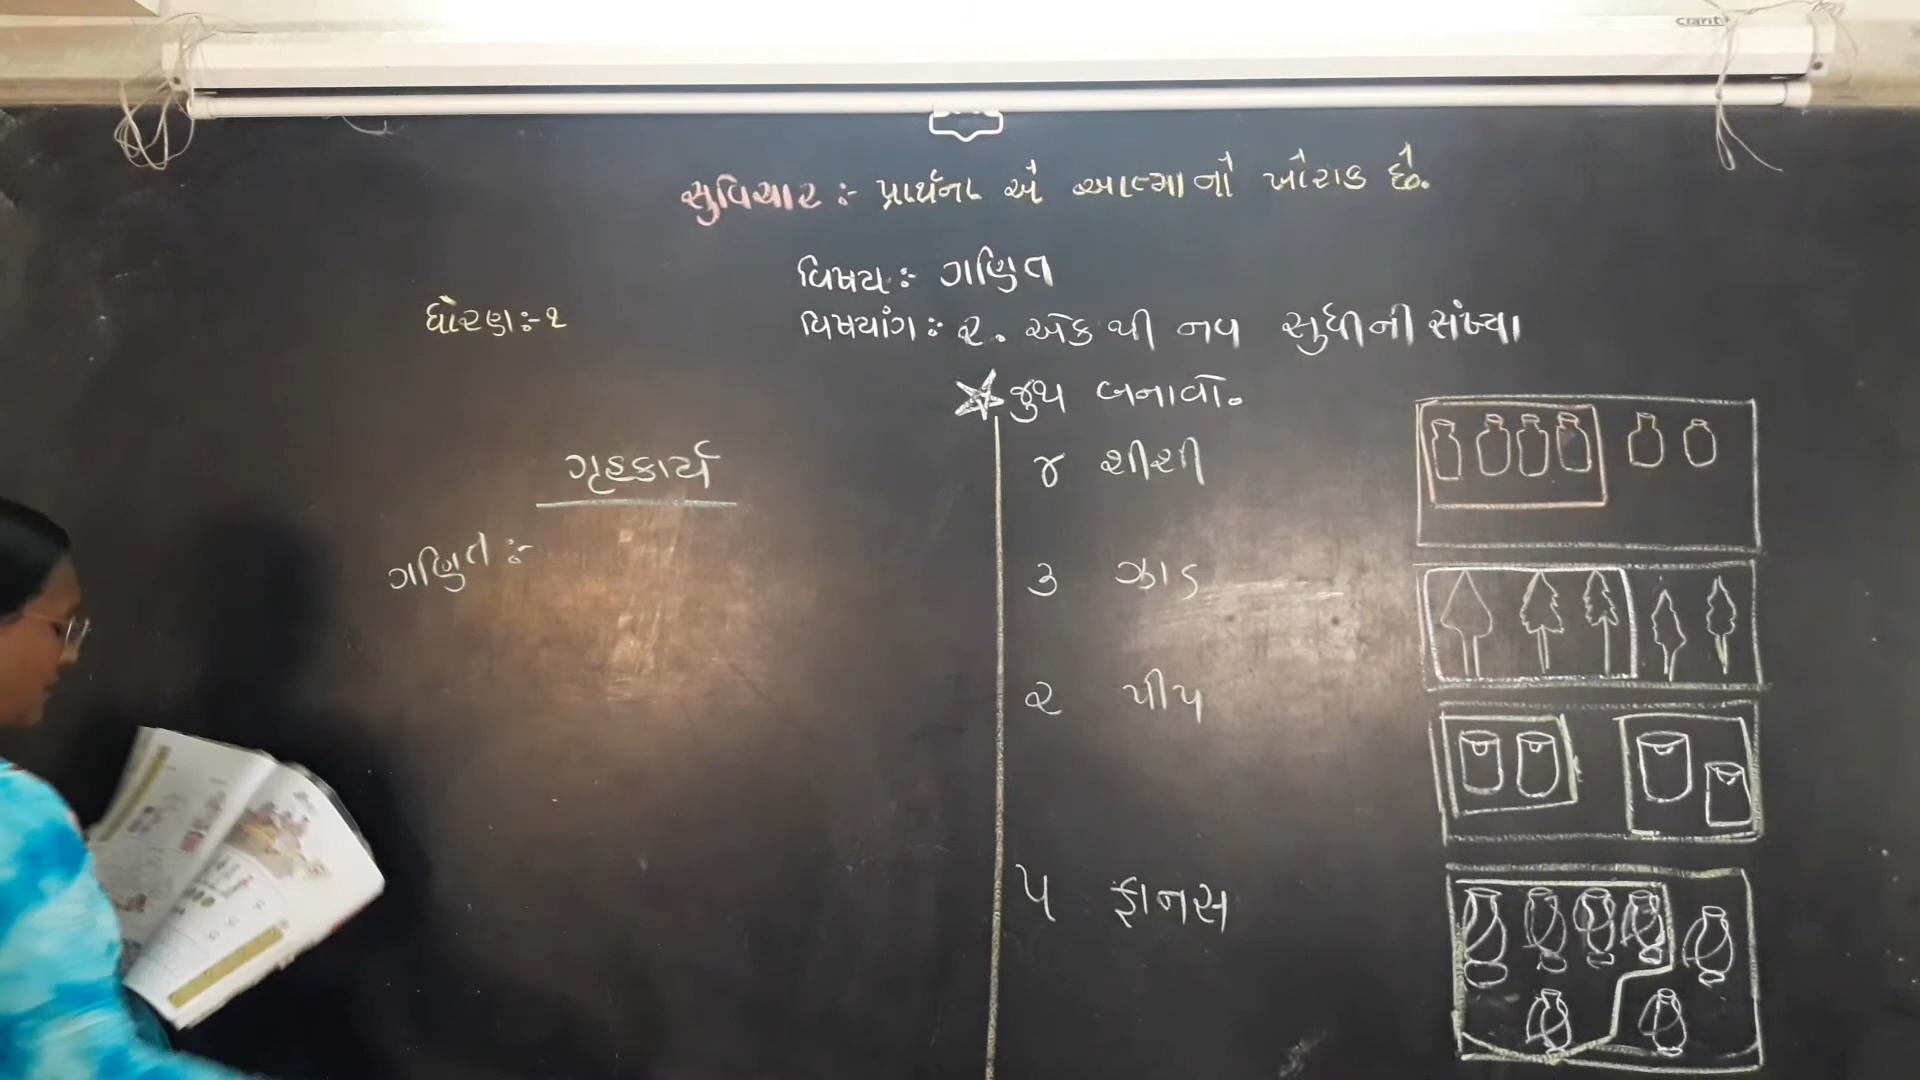 સુવિચાર :- પ્રાર્થના એ આત્માનો ખોરાક છે.
વિષય :- ગણિત
ધોરણ :- ૧
વિષયાંગ :- ૨. એક થી નવ સુધીની સંખ્યા
જુથ બનાવો.
ગૃહકાર્ય
ગણિત :-
૪ શીશી
૩ ઝાડ
૨ પીપ
૫ ફાનસ